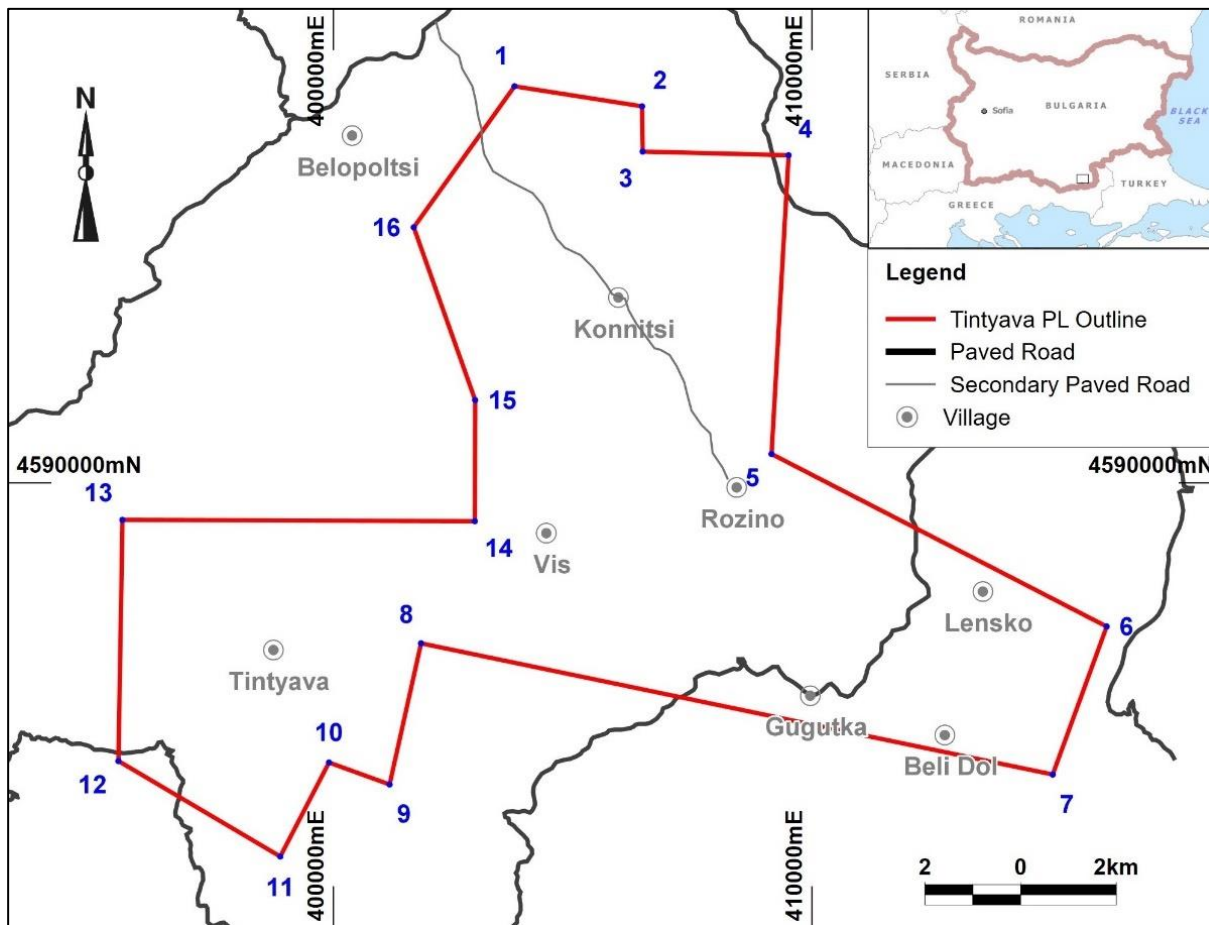 ROMANIA
SERBIA
Sofia
BULGARIA
BLACK
SEA
MACEDONIA
TURKEY
GREECE
400000mE
410000mE
N
1
2
3
4
Belopoltsi
16
Konnitsi
Legend
Tintyava PL Outline
Paved Road
Secondary Paved Road
Village
15
4590000mN
4590000mN
13
5
Rozino
14
Vis
Lensko
8
6
Tintyava
Gugutka
10
Beli Dol
12
9
7
11
400000mE
410000mE
2
0
2km